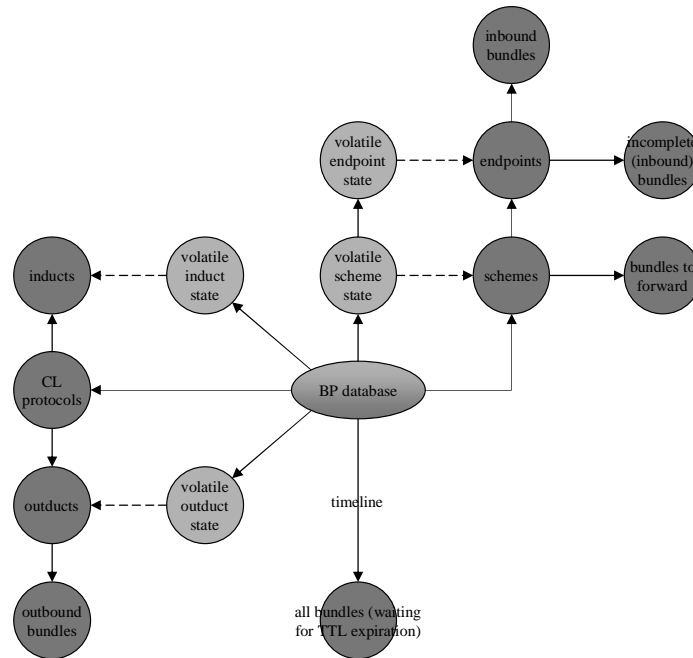 inbound
bundles
volatile
endpoint
state
endpoints
incomplete
(inbound)
bundles
inducts
volatile
induct
state
volatile
scheme
state
schemes
bundles to
forward
CL
protocols
BP database
outducts
volatile
outduct
state
timeline
outbound
bundles
all bundles (waiting
for TTL expiration)